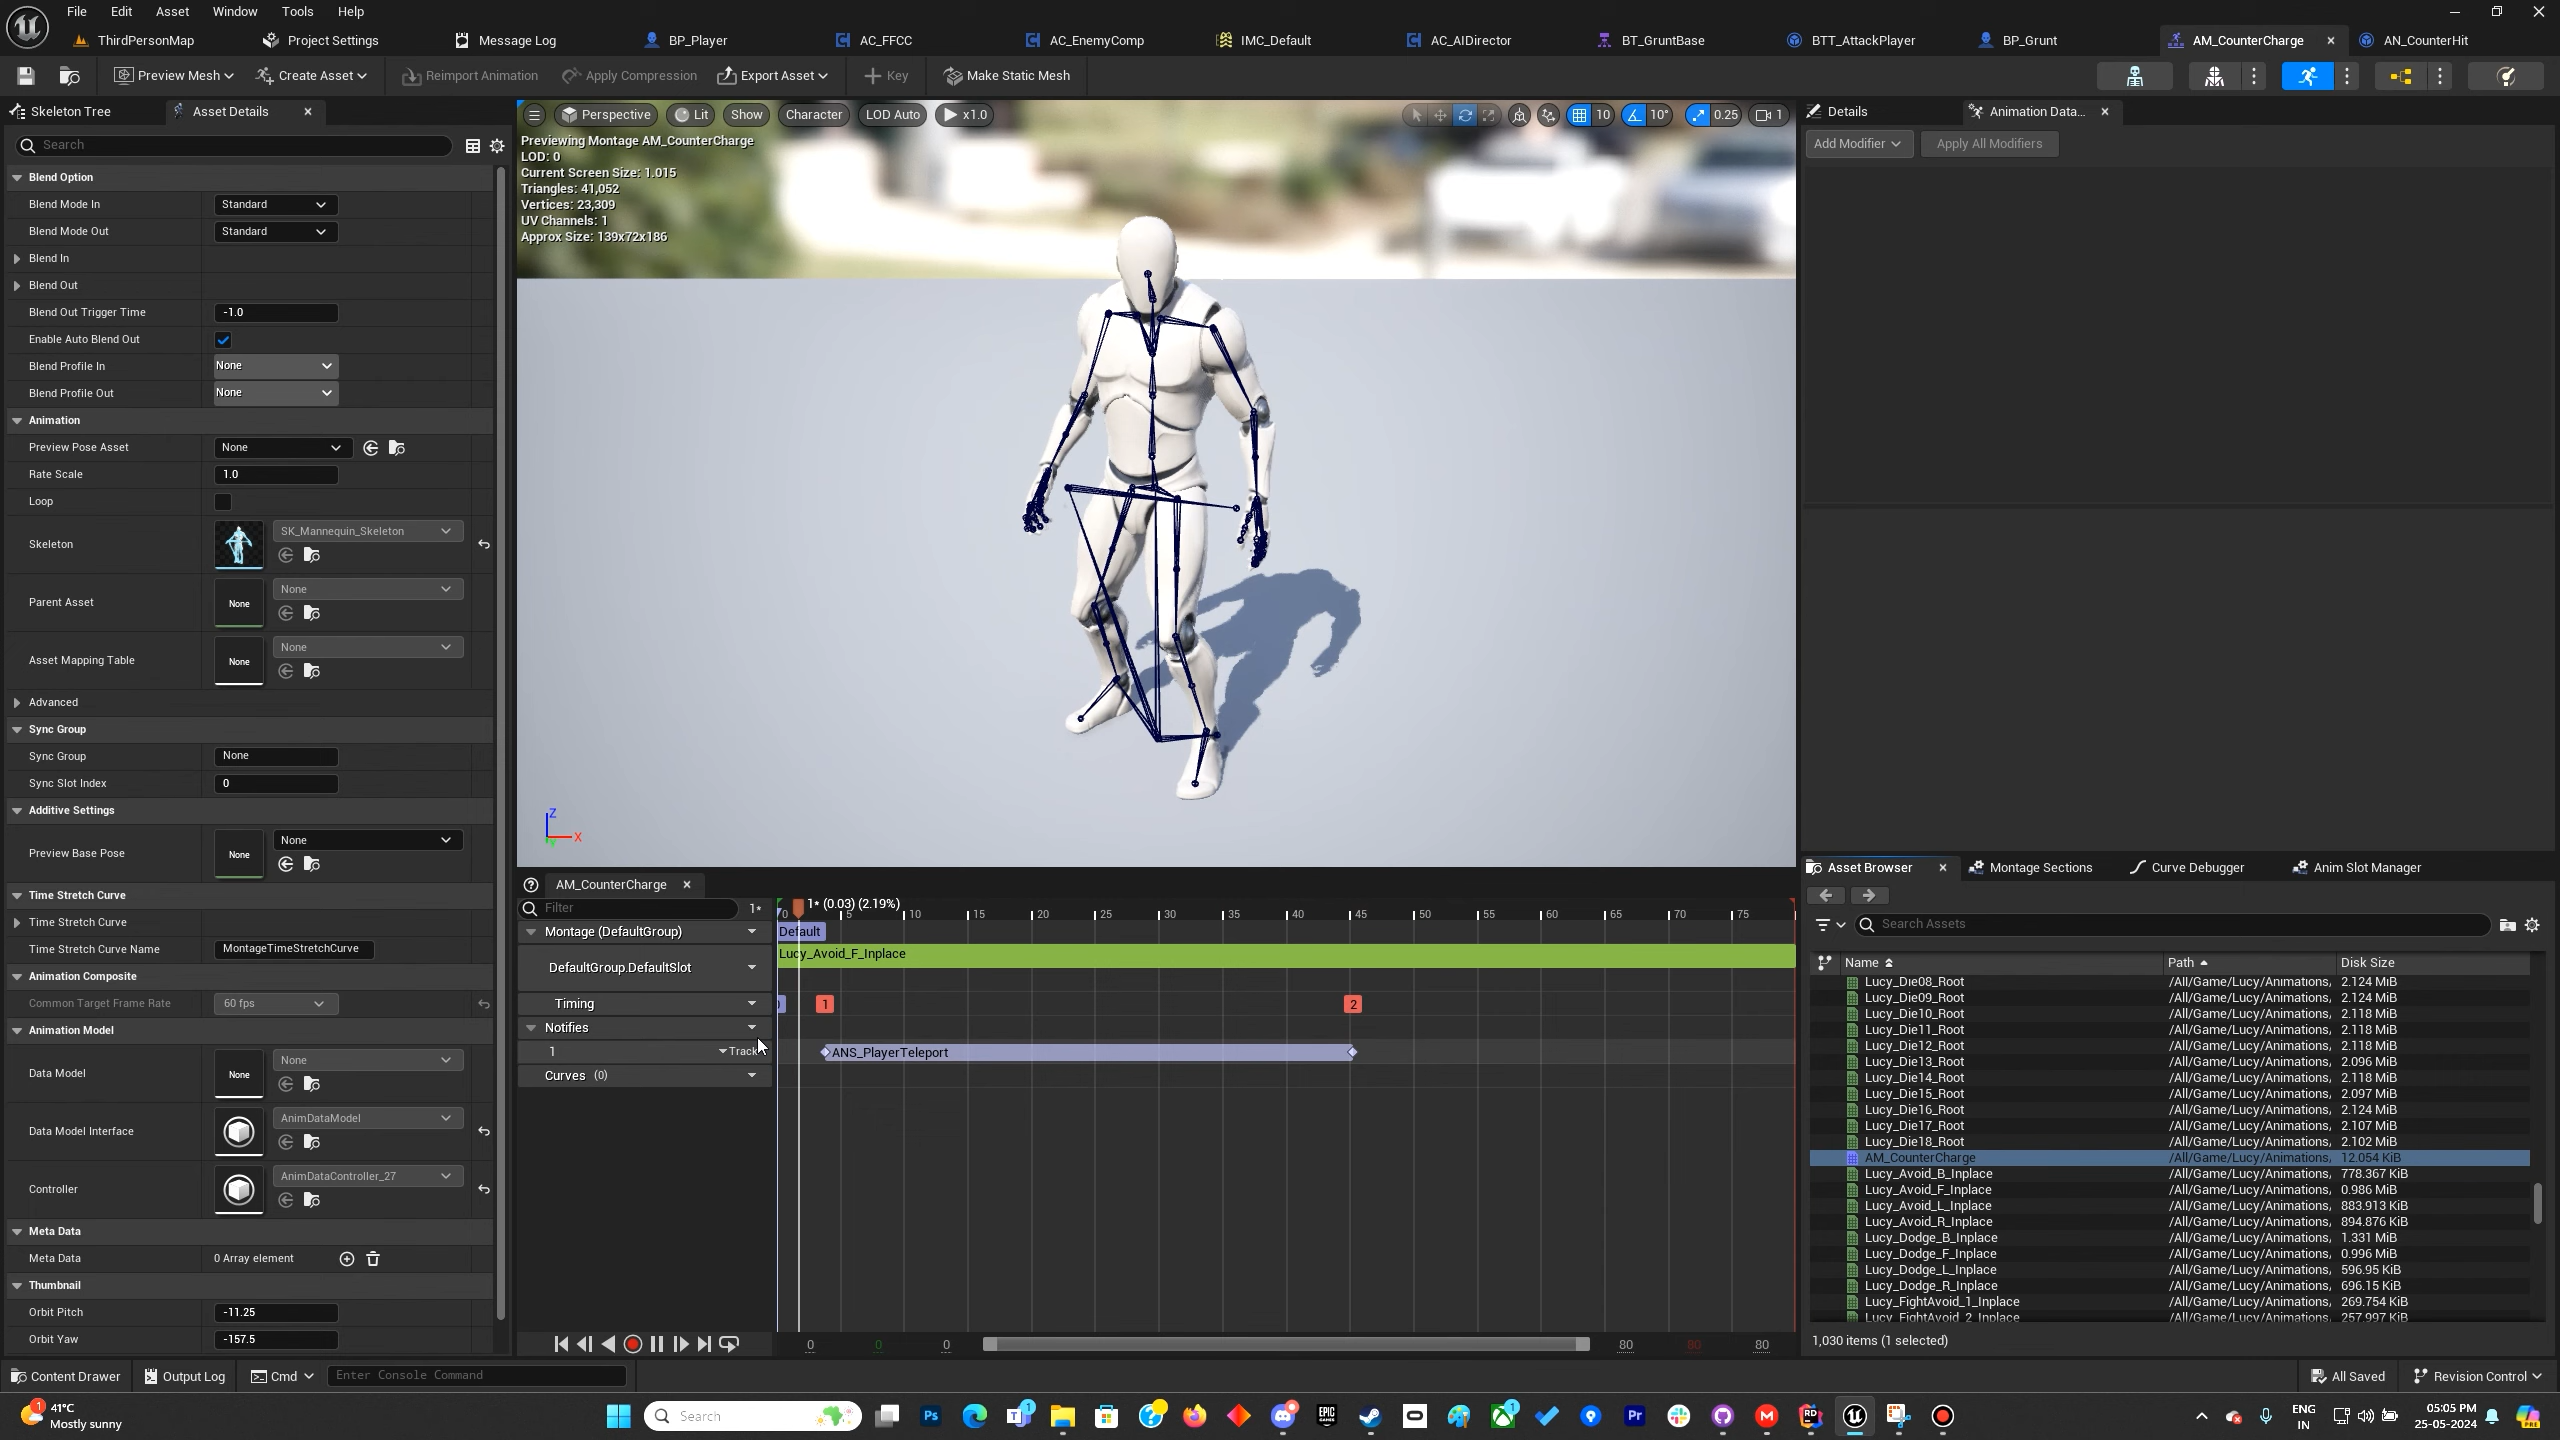 File Edit Asset Window Tools Help
ThirdPersonMap Project Settings Message Log BP_Player AC_FFCC AC_EnemyComp IMC_Default AC_AIDirector BT_GruntBase BTT_AttackPlayer BP_Grunt AM_CounterCharge AN_CounterHit
Preview Mesh Create Asset Reimport Animation Apply Compression Export Asset Key Make Static Mesh
Skeleton Tree Asset Details
Search
Blend Option
Blend Mode In Standard
Blend Mode Out Standard
Blend In
Blend Out
Blend Out Trigger Time -1.0
Enable Auto Blend Out
Blend Profile In None
Blend Profile Out None
Animation
Preview Pose Asset None
Rate Scale 1.0
Loop
Skeleton SK_Mannequin_Skeleton
Parent Asset None None
Asset Mapping Table None None
Advanced
Sync Group
Sync Group None
Sync Slot Index 0
Additive Settings
Preview Base Pose None None
Time Stretch Curve
Time Stretch Curve
Time Stretch Curve Name MontageTimeStretchCurve
Animation Composite
Common Target Frame Rate 60 fps
Animation Model
Data Model None None
Data Model Interface AnimDataModel
Controller AnimDataController_27
Meta Data
Meta Data 0 Array element
Thumbnail
Orbit Pitch -11.25
Orbit Yaw -157.5
Perspective Lit Show Character LOD Auto x1.0 10 10° 0.25 1
Previewing Montage AM_CounterCharge
LOD: 0
Current Screen Size: 1.015
Triangles: 41,052
Vertices: 23,309
UV Channels: 1
Approx Size: 139x72x186
Z
X
Y
AM_CounterCharge
Filter 1*
1* (0.03) (2.19%)
0 5 10 15 20 25 30 35 40 45 50 55 60 65 70 75
Montage (DefaultGroup) Default
Lucy_Avoid_F_Inplace
DefaultGroup.DefaultSlot
Timing 1 2
Notifies
1 Track ANS_PlayerTeleport
Curves (0)
0 0 0 80 80 80
Details Animation Data...
Add Modifier Apply All Modifiers
Asset Browser Montage Sections Curve Debugger Anim Slot Manager
Search Assets
Name Path Disk Size
Lucy_Die08_Root /All/Game/Lucy/Animations, 2.124 MiB
Lucy_Die09_Root /All/Game/Lucy/Animations, 2.124 MiB
Lucy_Die10_Root /All/Game/Lucy/Animations, 2.118 MiB
Lucy_Die11_Root /All/Game/Lucy/Animations, 2.118 MiB
Lucy_Die12_Root /All/Game/Lucy/Animations, 2.118 MiB
Lucy_Die13_Root /All/Game/Lucy/Animations, 2.096 MiB
Lucy_Die14_Root /All/Game/Lucy/Animations, 2.118 MiB
Lucy_Die15_Root /All/Game/Lucy/Animations, 2.097 MiB
Lucy_Die16_Root /All/Game/Lucy/Animations, 2.124 MiB
Lucy_Die17_Root /All/Game/Lucy/Animations, 2.107 MiB
Lucy_Die18_Root /All/Game/Lucy/Animations, 2.102 MiB
AM_CounterCharge /All/Game/Lucy/Animations, 12.054 KiB
Lucy_Avoid_B_Inplace /All/Game/Lucy/Animations, 778.367 KiB
Lucy_Avoid_F_Inplace /All/Game/Lucy/Animations, 0.986 MiB
Lucy_Avoid_L_Inplace /All/Game/Lucy/Animations, 883.913 KiB
Lucy_Avoid_R_Inplace /All/Game/Lucy/Animations, 894.876 KiB
Lucy_Dodge_B_Inplace /All/Game/Lucy/Animations, 1.331 MiB
Lucy_Dodge_F_Inplace /All/Game/Lucy/Animations, 0.996 MiB
Lucy_Dodge_L_Inplace /All/Game/Lucy/Animations, 596.95 KiB
Lucy_Dodge_R_Inplace /All/Game/Lucy/Animations, 696.15 KiB
Lucy_FightAvoid_1_Inplace /All/Game/Lucy/Animations, 269.754 KiB
Lucy_FightAvoid_2_Inplace /All/Game/Lucy/Animations, 257.997 KiB
1,030 items (1 selected)
Content Drawer Output Log Cmd Enter Console Command All Saved Revision Control
1 41°C
Mostly sunny
Search
Ps
1
EPIC GAMES
1
Pr
RD
ENG
IN
05:05 PM
25-05-2024
PRE